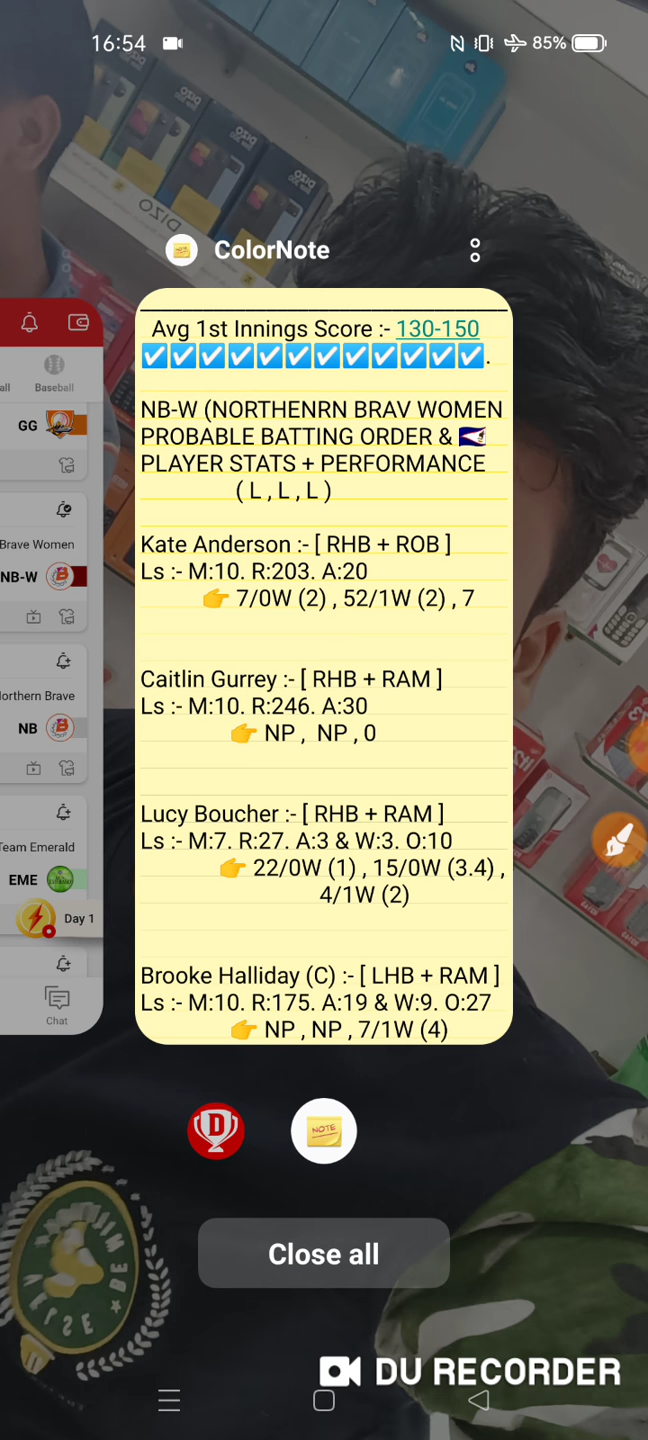 16:54
85%
ColorNote
Avg 1st Innings Score :- 130-150
☑☑☑☑☑☑☑☑☑☑☑☑.
NB-W (NORTHENRN BRAV WOMEN
PROBABLE BATTING ORDER & 🇦🇸
PLAYER STATS + PERFORMANCE
( L , L , L )
Kate Anderson :- [ RHB + ROB ]
Ls :- M:10. R:203. A:20
👉 7/0W (2) , 52/1W (2) , 7
Caitlin Gurrey :- [ RHB + RAM ]
Ls :- M:10. R:246. A:30
👉 NP , NP , 0
Lucy Boucher :- [ RHB + RAM ]
Ls :- M:7. R:27. A:3 & W:3. O:10
👉 22/0W (1) , 15/0W (3.4) ,
4/1W (2)
Brooke Halliday (C) :- [ LHB + RAM ]
Ls :- M:10. R:175. A:19 & W:9. O:27
👉 NP , NP , 7/1W (4)
all
Baseball
GG
Brave Women
NB-W
orthern Brave
NB
Team Emerald
EME
Day 1
Chat
DIZO
D
NOTE
Close all
DU RECORDER